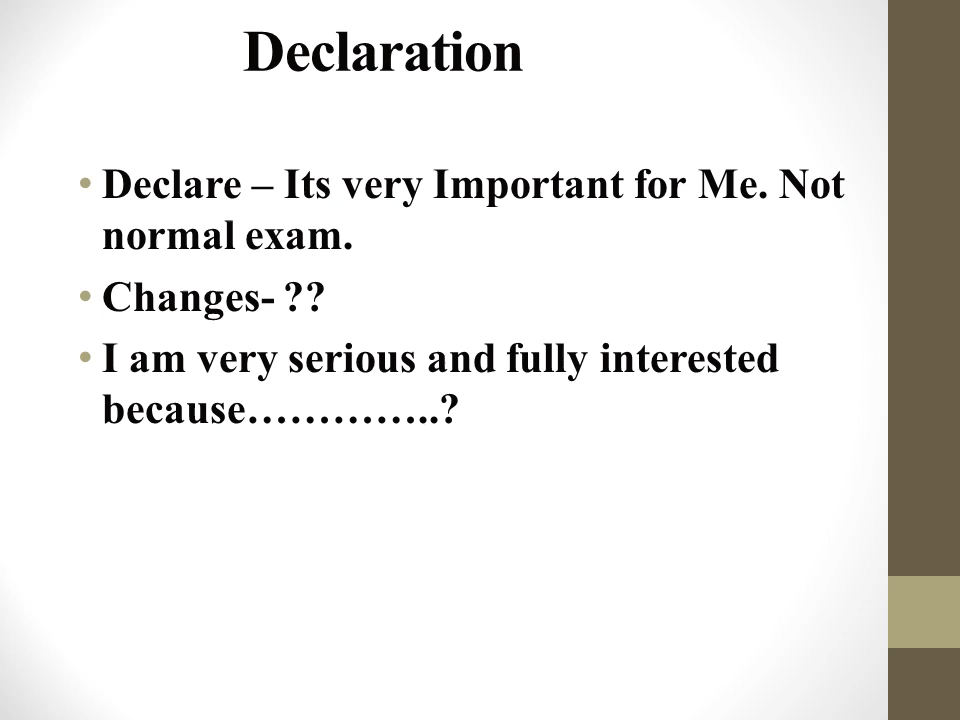 Declaration
• Declare – Its very Important for Me. Not
normal exam.
• Changes- ??
• I am very serious and fully interested
because…………..?